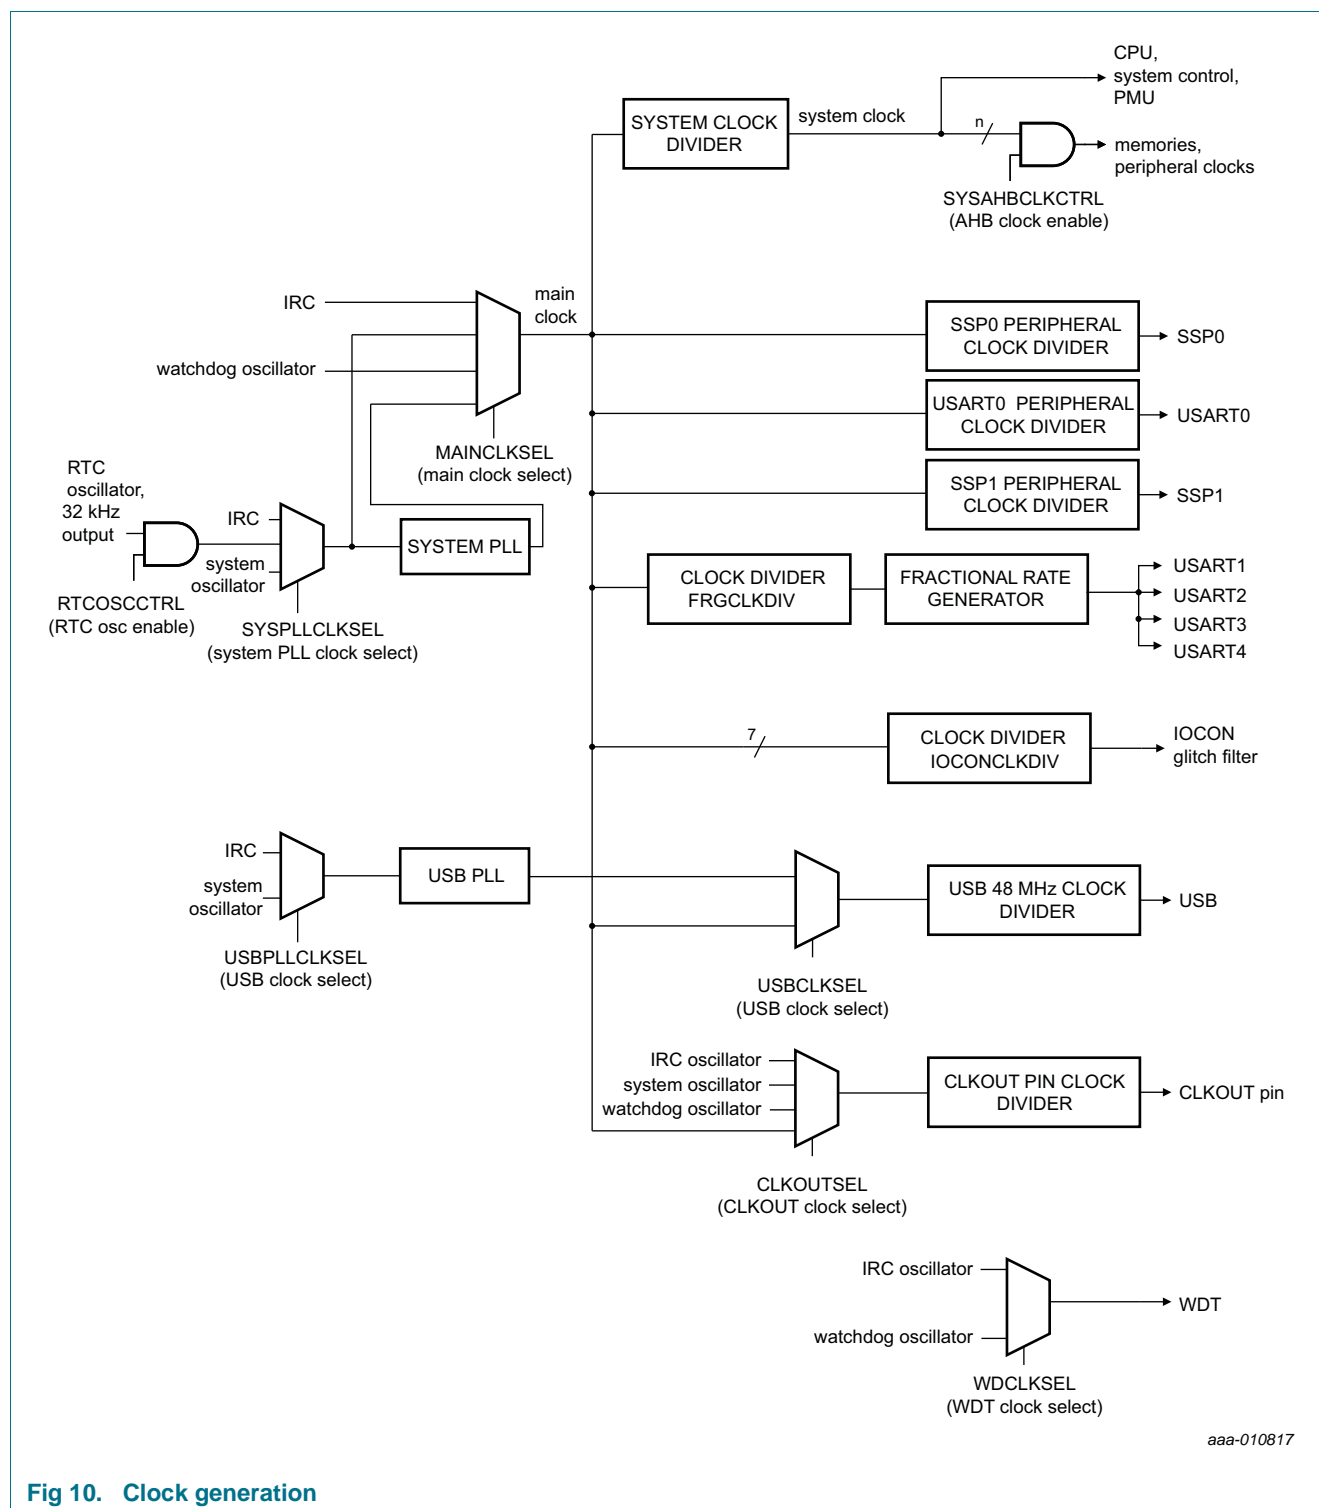 CPU,
system control,
PMU
SYSTEM CLOCK
DIVIDER
system clock
n
memories,
peripheral clocks
SYSAHBCLKCTRL
(AHB clock enable)
IRC
main
clock
watchdog oscillator
MAINCLKSEL
(main clock select)
SSP0 PERIPHERAL
CLOCK DIVIDER
SSP0
USART0 PERIPHERAL
CLOCK DIVIDER
USART0
SSP1 PERIPHERAL
CLOCK DIVIDER
SSP1
RTC
oscillator,
32 kHz
output
IRC
system
oscillator
SYSTEM PLL
RTCOSCCTRL
(RTC osc enable)
SYSPLLCLKSEL
(system PLL clock select)
CLOCK DIVIDER
FRGCLKDIV
FRACTIONAL RATE
GENERATOR
USART1
USART2
USART3
USART4
7
CLOCK DIVIDER
IOCONCLKDIV
IOCON
glitch filter
IRC
system
oscillator
USB PLL
USBPLLCLKSEL
(USB clock select)
USB 48 MHz CLOCK
DIVIDER
USB
USBCLKSEL
(USB clock select)
IRC oscillator
system oscillator
watchdog oscillator
CLKOUT PIN CLOCK
DIVIDER
CLKOUT pin
CLKOUTSEL
(CLKOUT clock select)
IRC oscillator
watchdog oscillator
WDT
WDCLKSEL
(WDT clock select)
aaa-010817
Fig 10. Clock generation